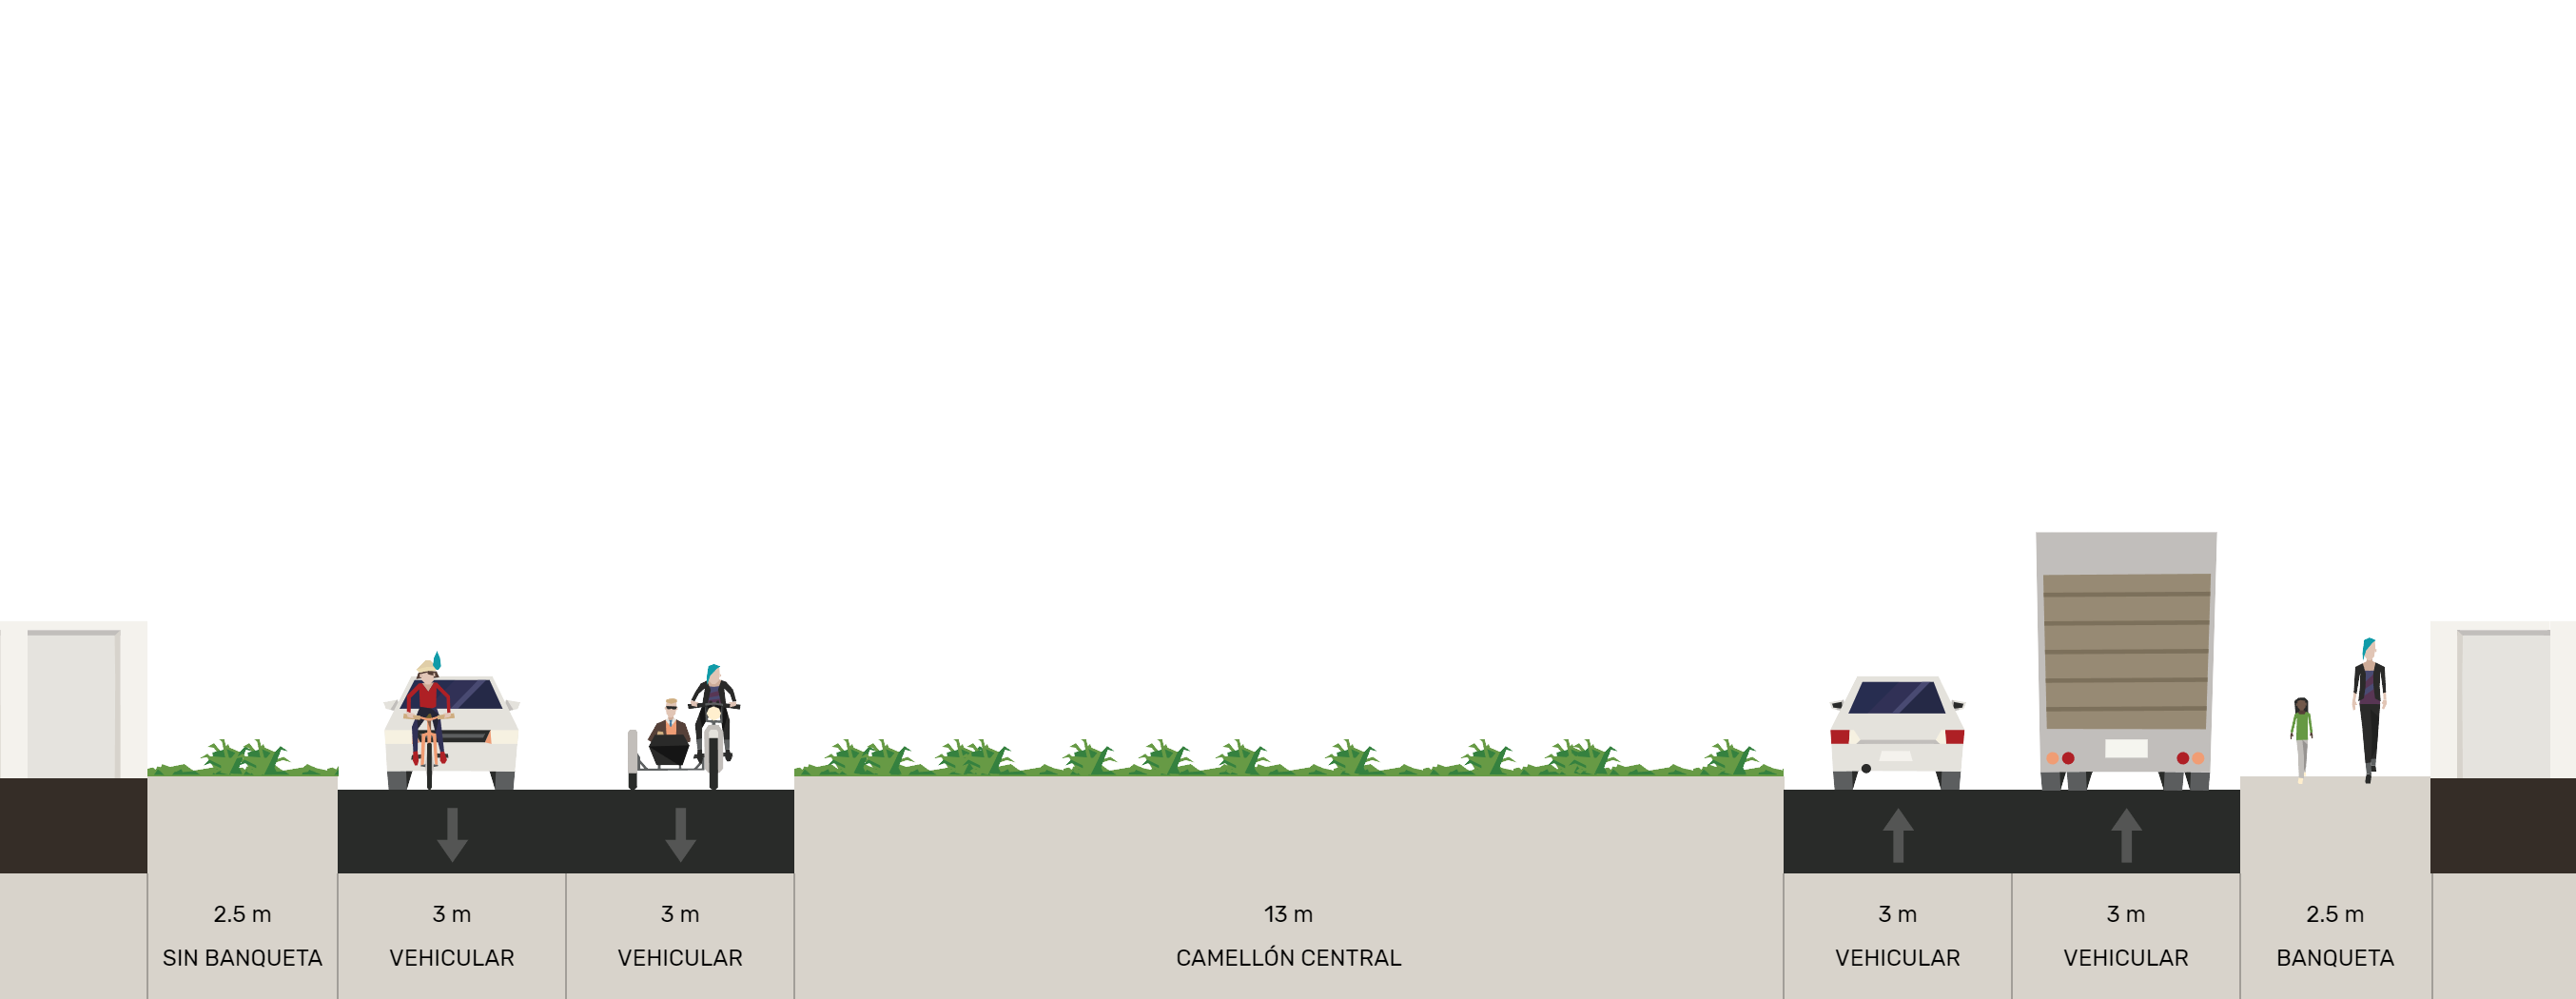 2.5 m
SIN BANQUETA
3 m
VEHICULAR
3 m
VEHICULAR
13 m
CAMELLÓN CENTRAL
3 m
VEHICULAR
3 m
VEHICULAR
2.5 m
BANQUETA